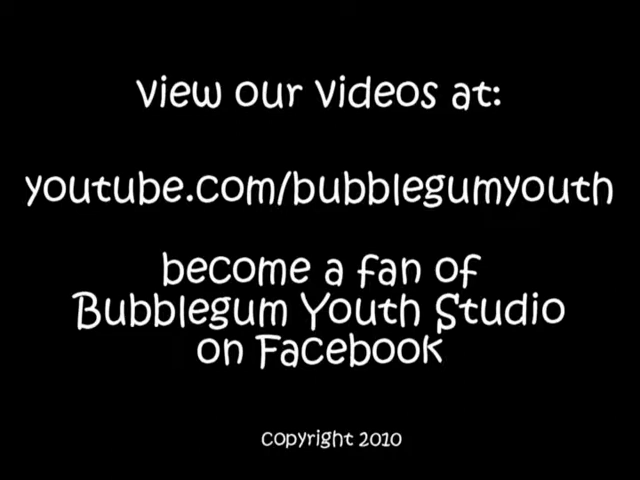 view our videos at:
youtube.com/bubblegumyouth
become a fan of
Bubblegum Youth Studio
on Facebook
copyright 2010